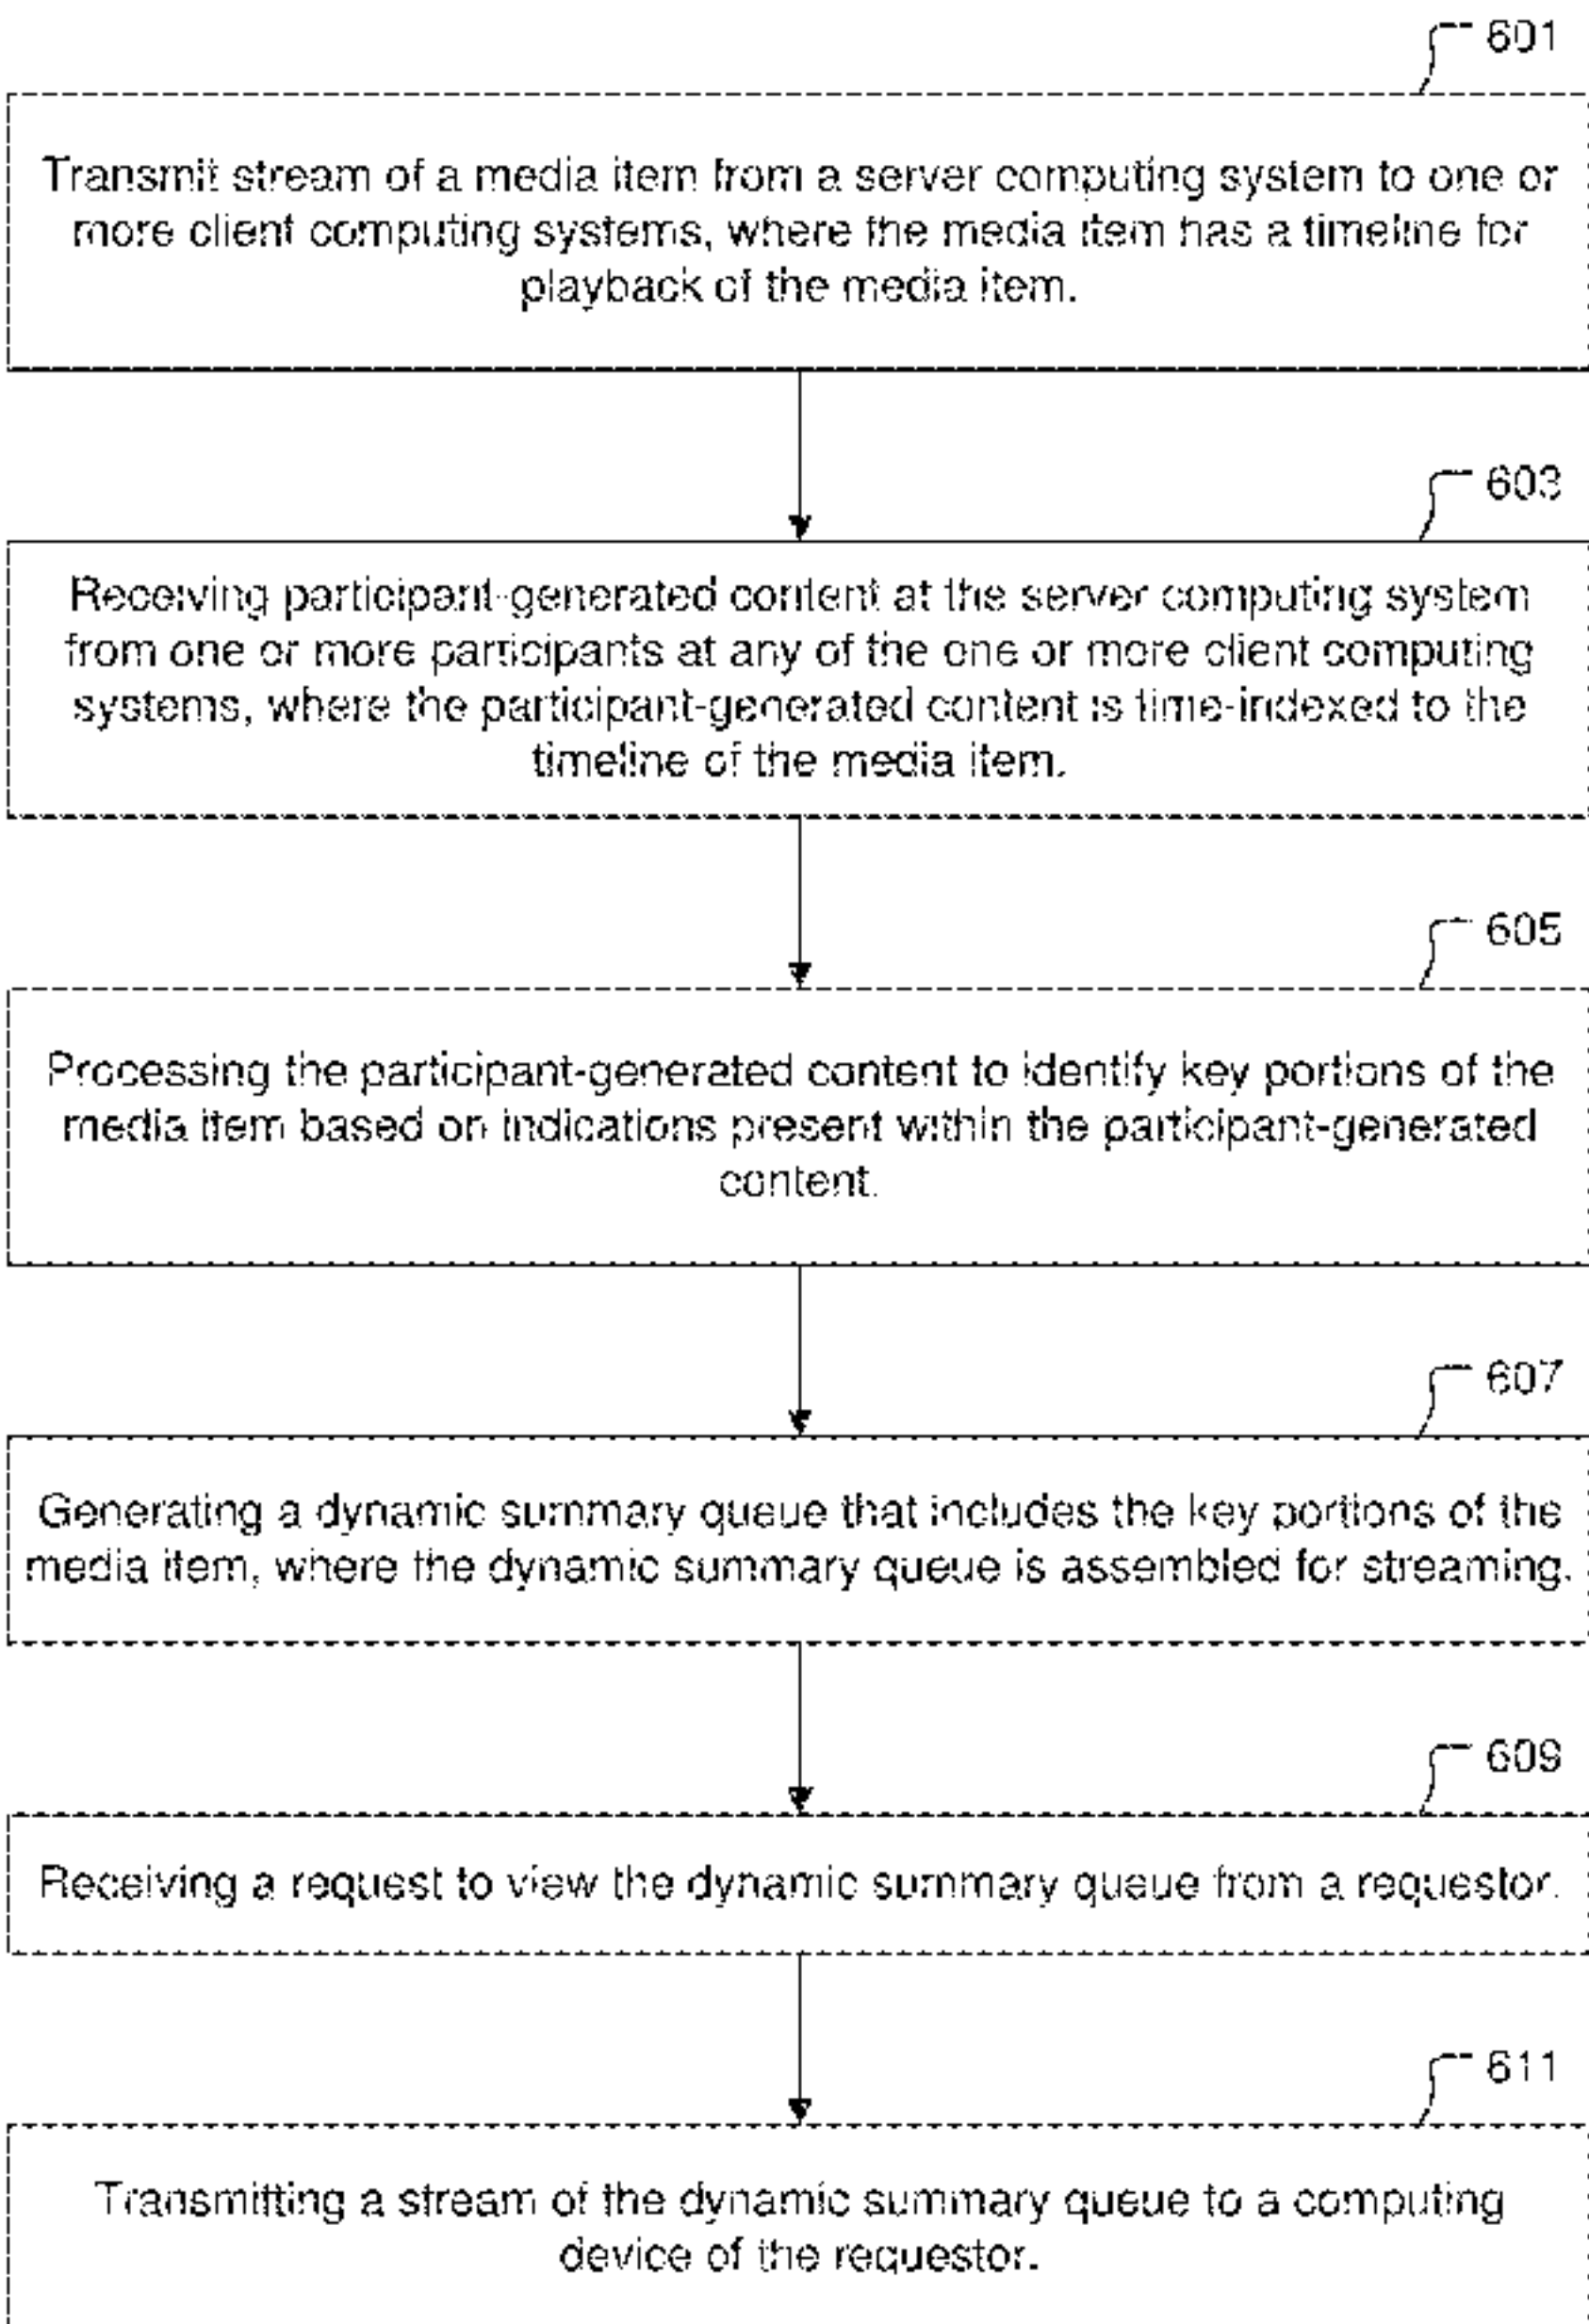 601
Transmit stream of a media item from a server computing system to one or
more client computing systems, where the media item has a timeline for
playback of the media item.
603
Receiving participant-generated content at the server computing system
from one or more participants at any of the one or more client computing
systems, where the participant-generated content is time-indexed to the
timeline of the media item.
605
Processing the participant-generated content to identify key portions of the
media item based on indications present within the participant-generated
content.
607
Generating a dynamic summary queue that includes the key portions of the
media item, where the dynamic summary queue is assembled for streaming.
609
Receiving a request to view the dynamic summary queue from a requestor.
611
Transmitting a stream of the dynamic summary queue to a computing
device of the requestor.